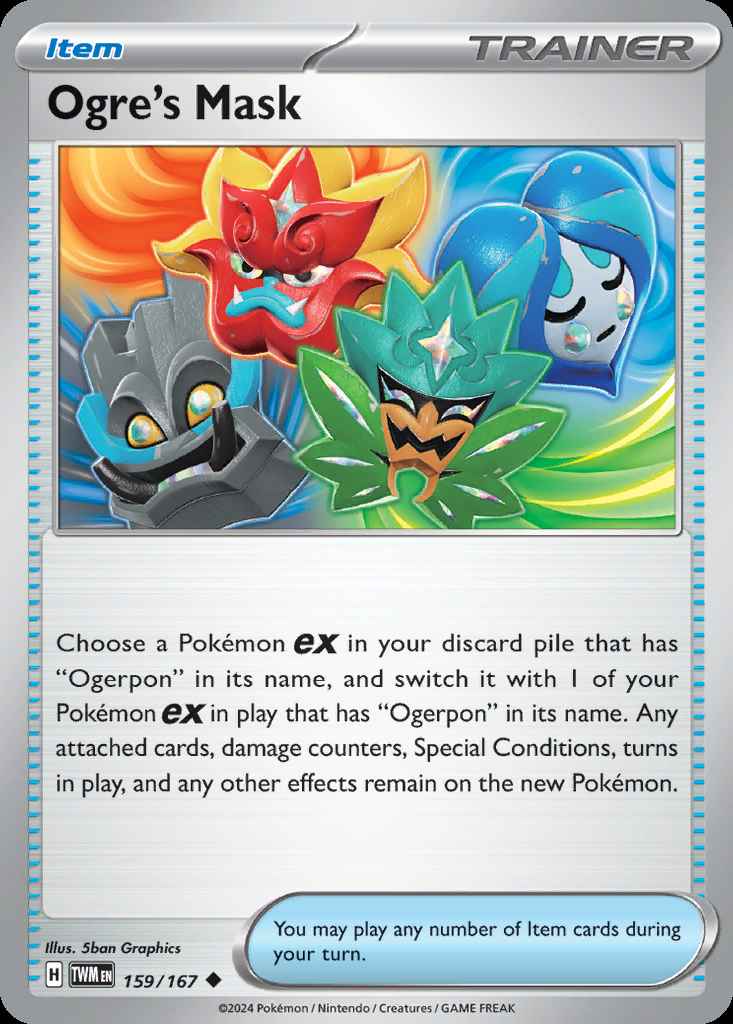 Item
TRAINER
Ogre's Mask
Choose a Pokémon ex in your discard pile that has
“Ogerpon” in its name, and switch it with 1 of your
Pokémon ex in play that has “Ogerpon” in its name. Any
attached cards, damage counters, Special Conditions, turns
in play, and any other effects remain on the new Pokémon.
You may play any number of Item cards during
your turn.
Illus. 5ban Graphics
H TWM EN 159/167
©2024 Pokémon / Nintendo / Creatures / GAME FREAK